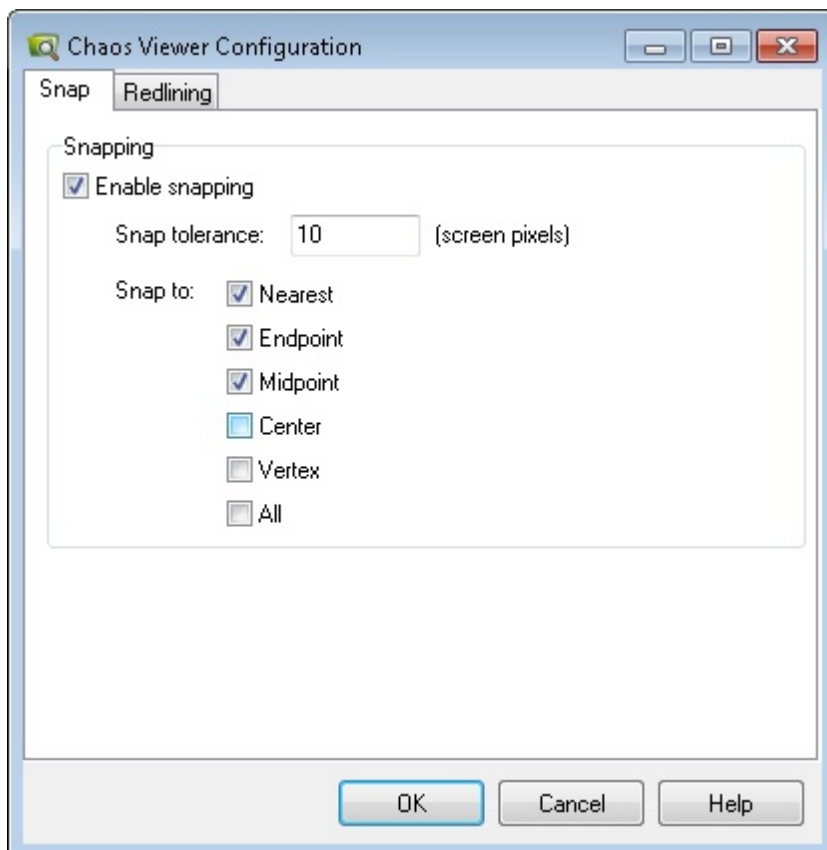 Chaos Viewer Configuration
Snap Redlining
Snapping
Enable snapping
Snap tolerance: 10 (screen pixels)
Snap to: Nearest
Endpoint
Midpoint
Center
Vertex
All
OK Cancel Help